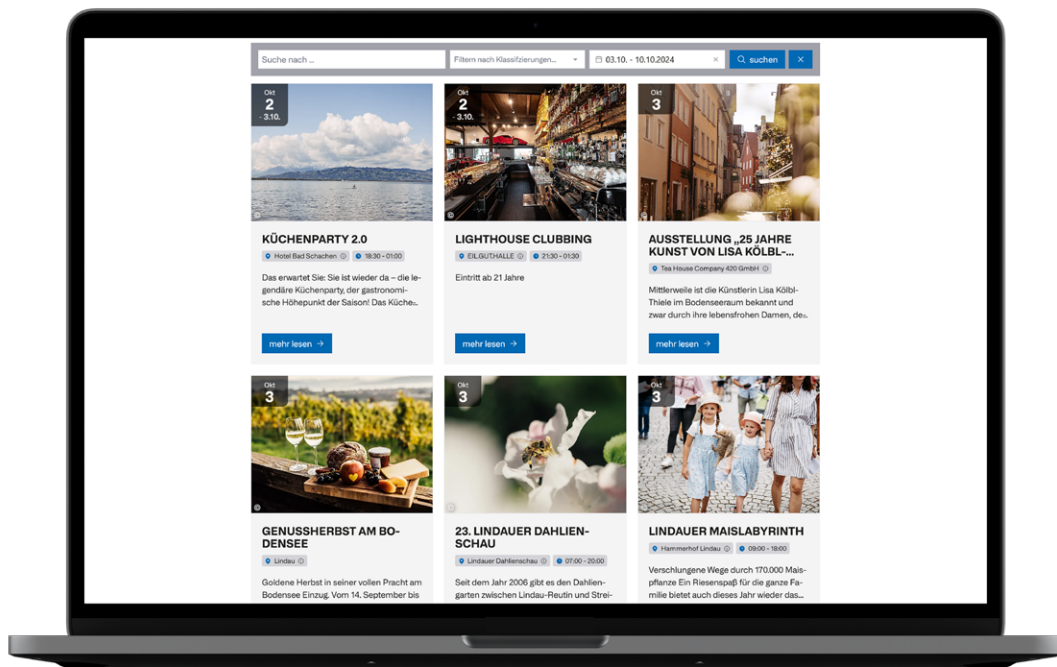 Suche nach ...
Filtern nach Klassifizierungen...
03.10. - 10.10.2024
suchen
Okt
2
- 3.10.
Okt
2
- 3.10.
Okt
3
KÜCHENPARTY 2.0
Hotel Bad Schachen
18:30 - 01:00
Das erwartet Sie: Sie ist wieder da – die le-
gendäre Küchenparty, der gastronomi-
sche Höhepunkt der Saison! Das Küche...
mehr lesen
LIGHTHOUSE CLUBBING
EILGUTHALLE
21:30 - 01:30
Eintritt ab 21 Jahre
mehr lesen
AUSSTELLUNG „25 JAHRE
KUNST VON LISA KÖLBL-...
Tea House Company 420 GmbH
Mittlerweile ist die Künstlerin Lisa Kölbl-
Thiele im Bodenseeraum bekannt und
zwar durch ihre lebensfrohen Damen, de...
mehr lesen
Okt
3
Okt
3
Okt
3
GENUSSHERBST AM BO-
DENSEE
Lindau
Goldene Herbst in seiner vollen Pracht am
Bodensee Einzug. Vom 14. September bis
23. LINDAUER DAHLIEN-
SCHAU
Lindauer Dahlienschau
07:00 - 20:00
Seit dem Jahr 2006 gibt es den Dahlien-
garten zwischen Lindau-Reutin und Strei-
LINDAUER MAISLABYRINTH
Hammerhof Lindau
09:00 - 18:00
Verschlungene Wege durch 170.000 Mais-
pflanze Ein Riesenspaß für die ganze Fa-
milie bietet auch dieses Jahr wieder das...